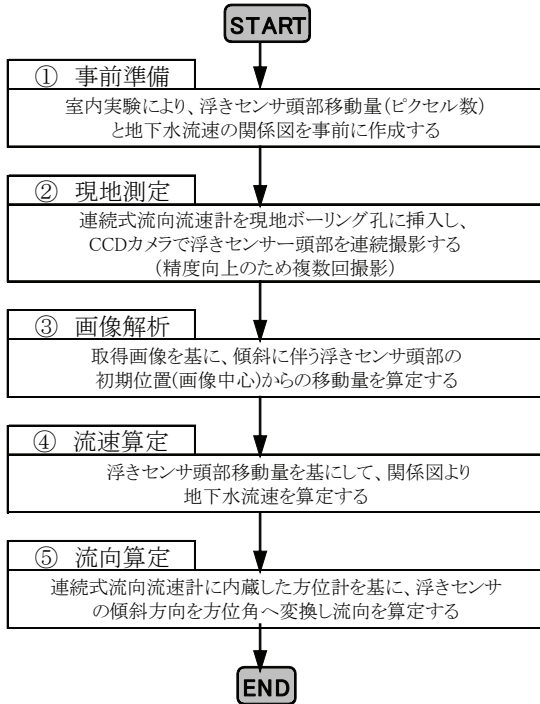 START
① 事前準備
室内実験により、浮きセンサ頭部移動量(ピクセル数)
と地下水流速の関係図を事前に作成する
② 現地測定
連続式流向流速計を現地ボーリング孔に挿入し、
CCDカメラで浮きセンサー頭部を連続撮影する
(精度向上のため複数回撮影)
③ 画像解析
取得画像を基に、傾斜に伴う浮きセンサ頭部の
初期位置(画像中心)からの移動量を算定する
④ 流速算定
浮きセンサ頭部移動量を基にして、関係図より
地下水流速を算定する
⑤ 流向算定
連続式流向流速計に内蔵した方位計を基に、浮きセンサ
の傾斜方向を方位角へ変換し流向を算定する
END